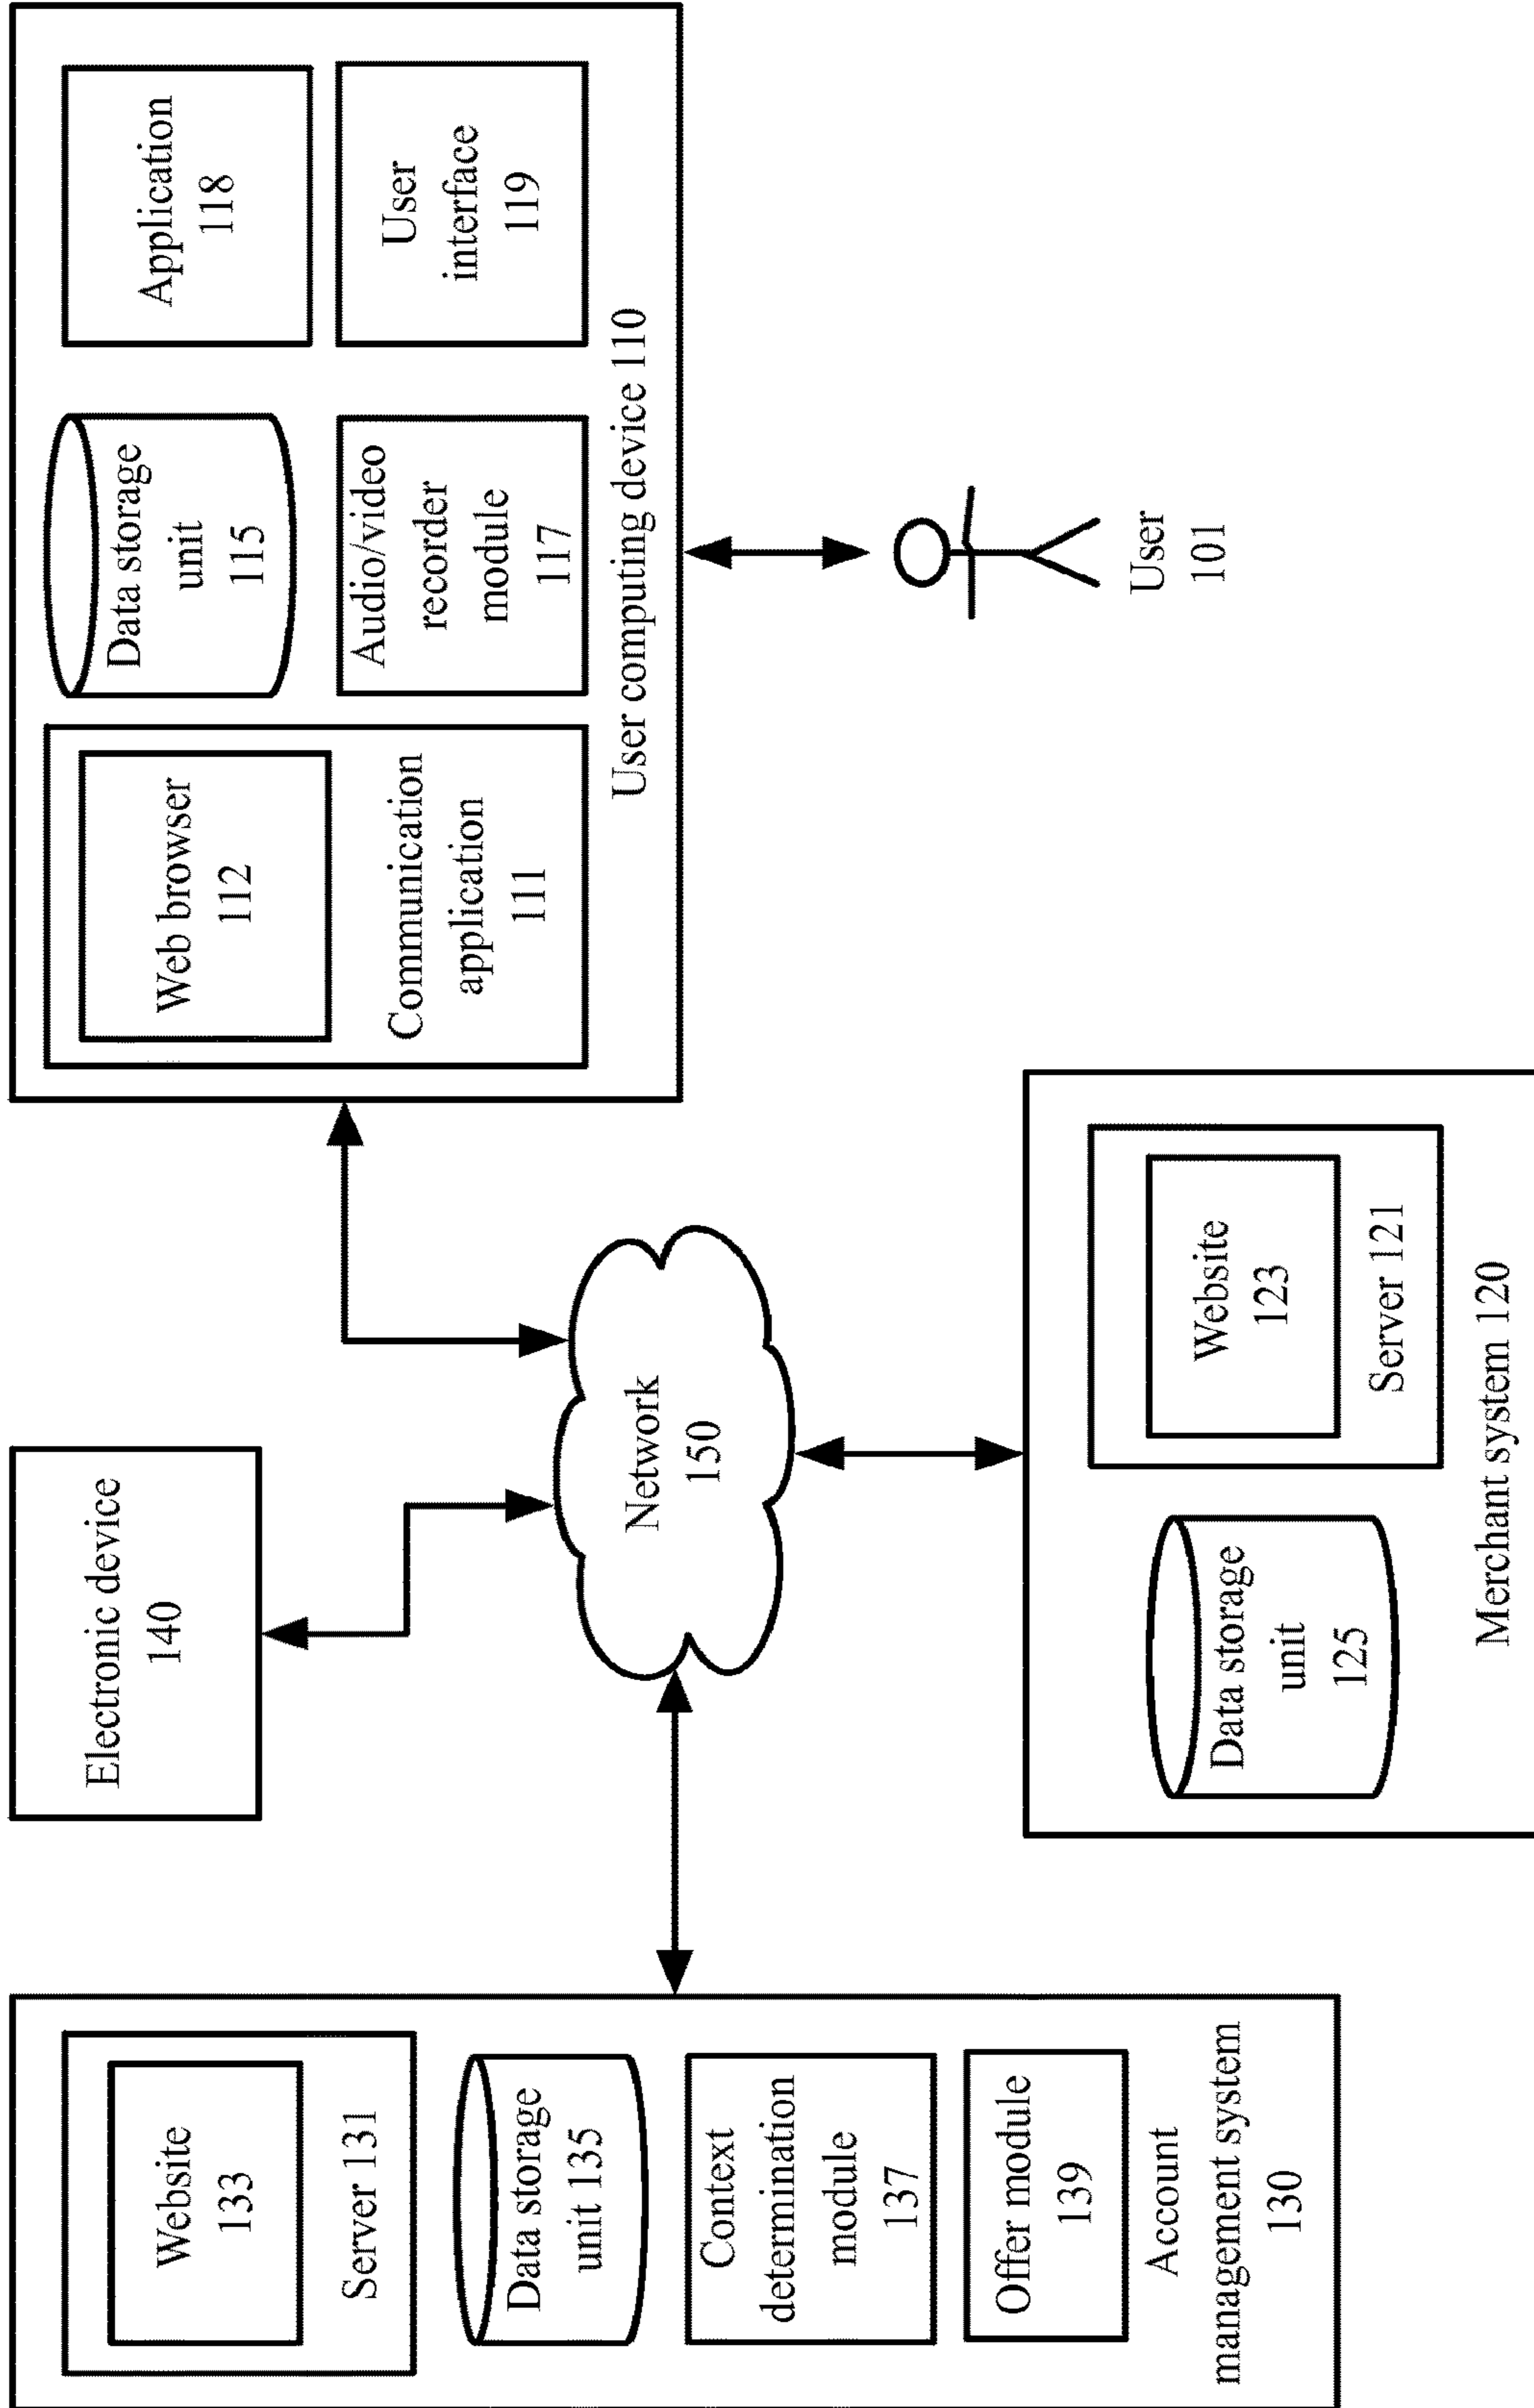 Website
133
Server 131
Data storage
unit 135
Context
determination
module
137
Offer module
139
Account
management system
130
Electronic device
140
Network
150
Data storage
unit
125
Website
123
Server 121
Merchant system 120
Web browser
112
Communication
application
111
Data storage
unit
115
Audio/video
recorder
module
117
Application
118
User
interface
119
User computing device 110
User
101